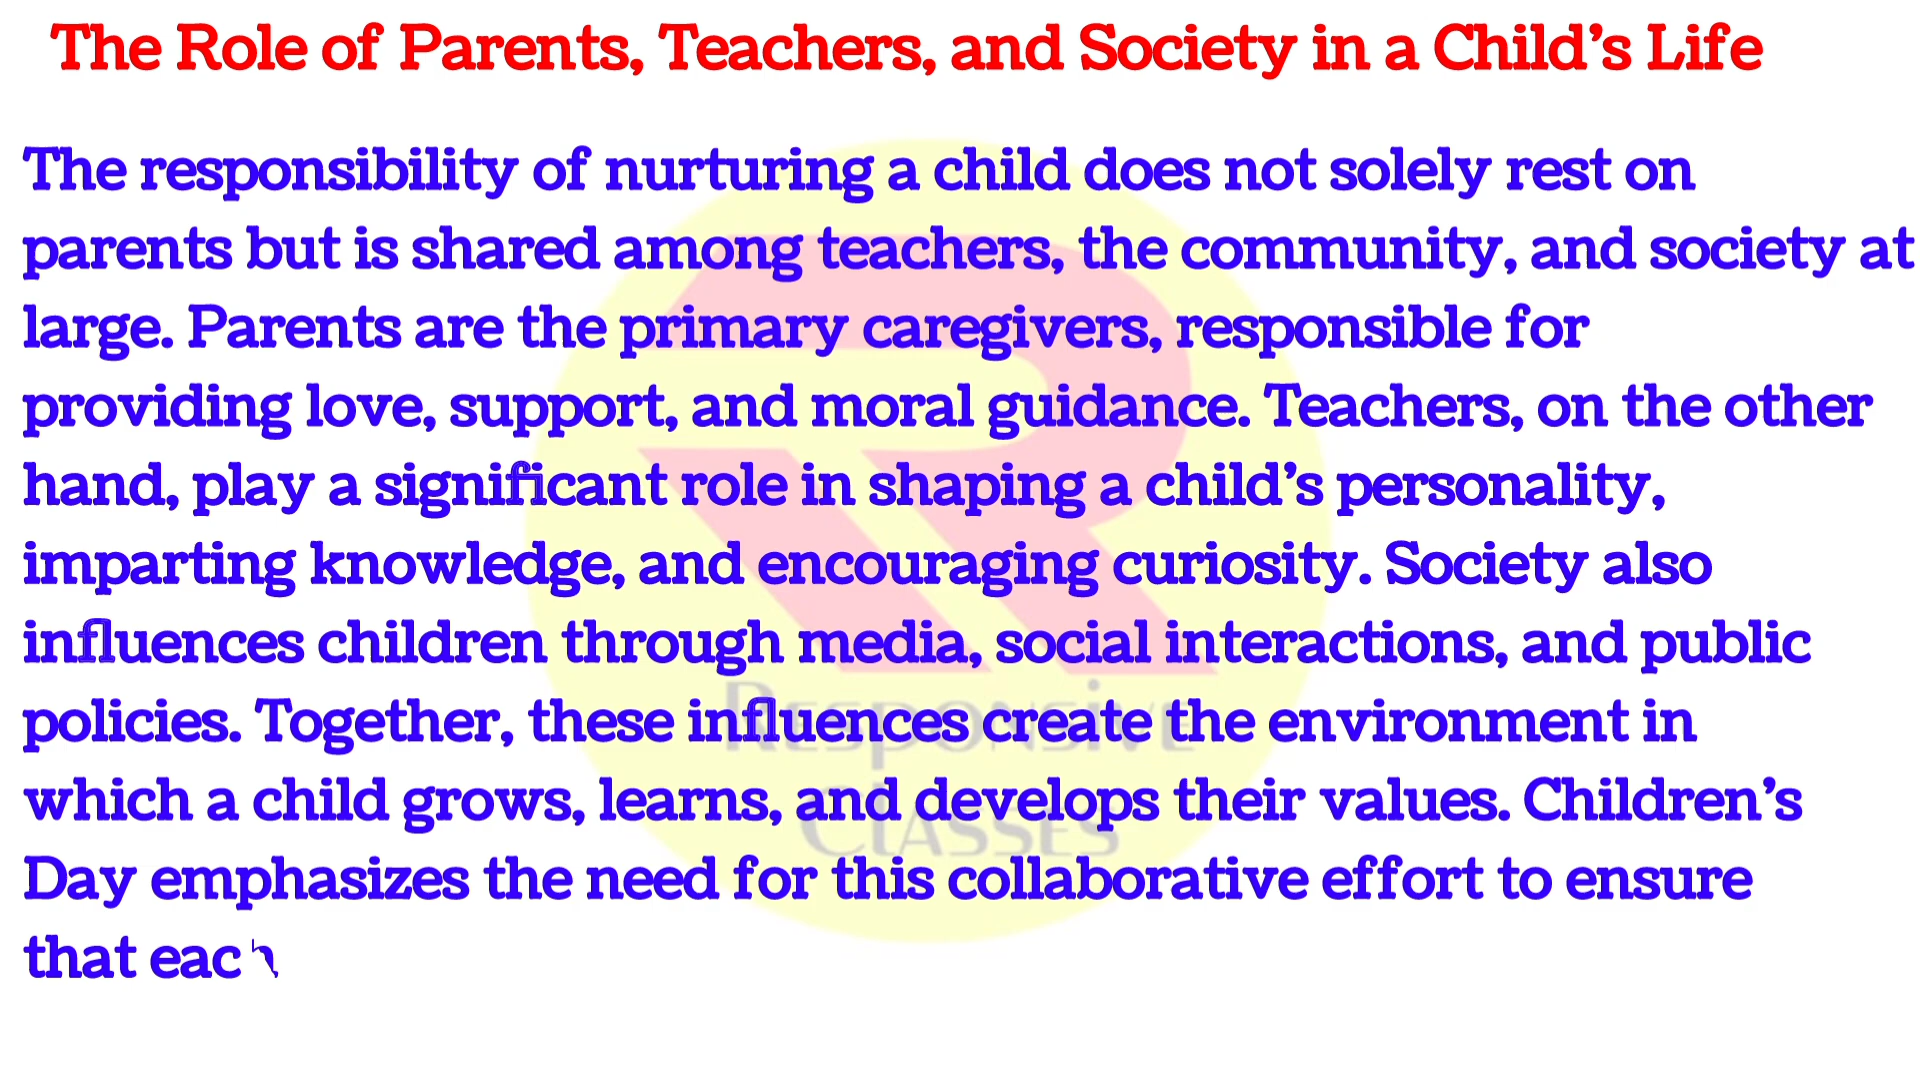 The Role of Parents, Teachers, and Society in a Child’s Life
The responsibility of nurturing a child does not solely rest on
parents but is shared among teachers, the community, and society at
large. Parents are the primary caregivers, responsible for
providing love, support, and moral guidance. Teachers, on the other
hand, play a significant role in shaping a child’s personality,
imparting knowledge, and encouraging curiosity. Society also
influences children through media, social interactions, and public
policies. Together, these influences create the environment in
which a child grows, learns, and develops their values. Children’s
Day emphasizes the need for this collaborative effort to ensure
that eac
Responsive
Classes